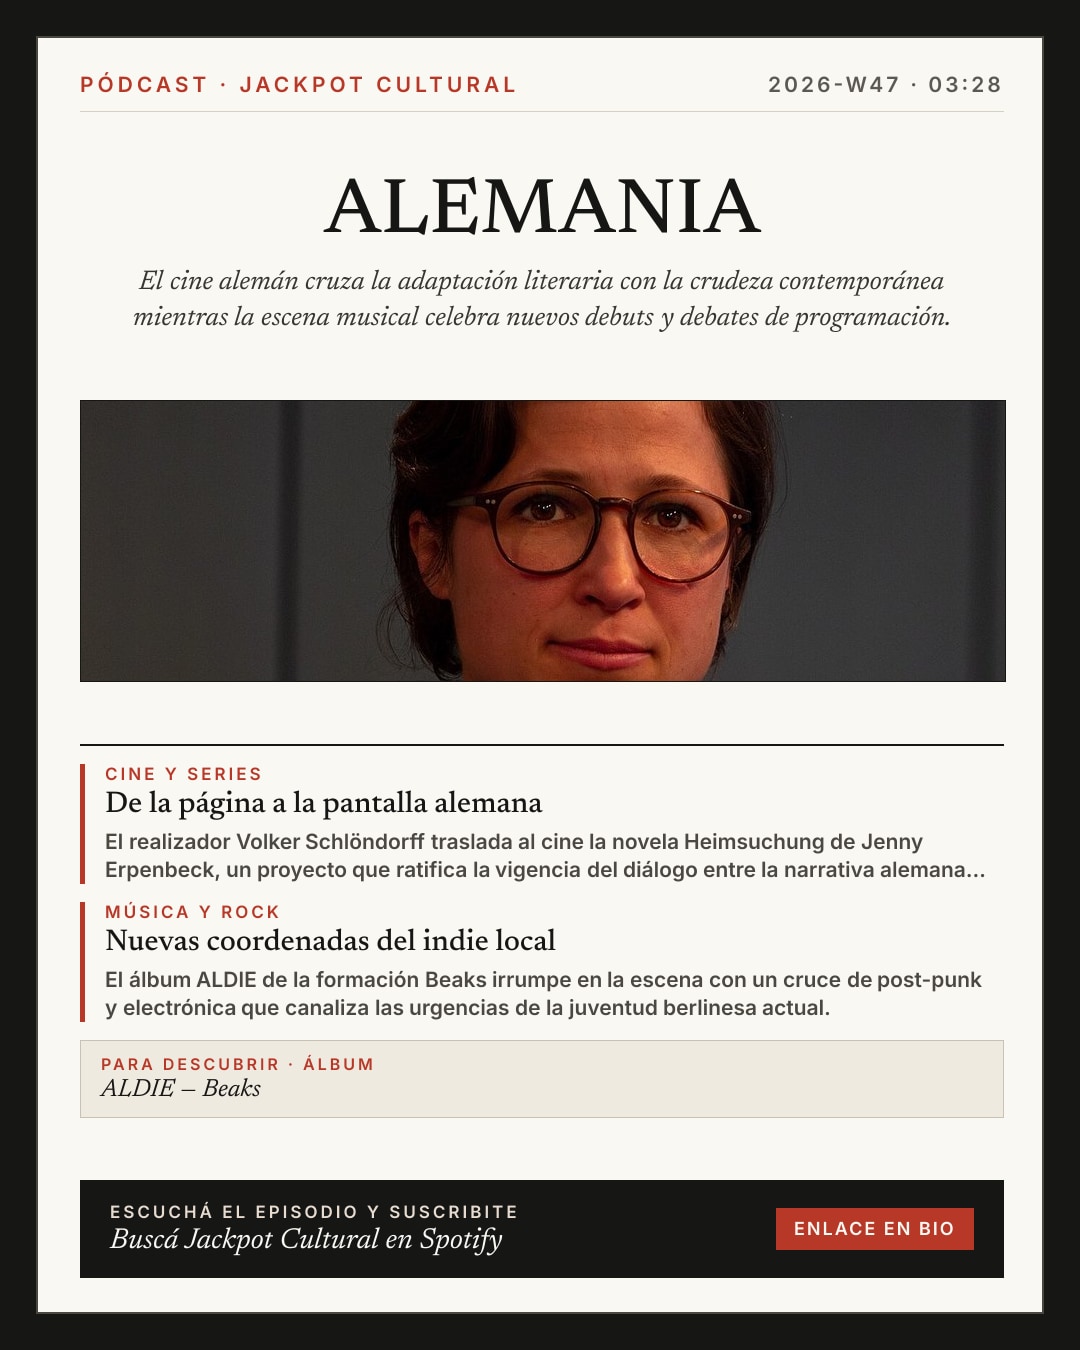 PÓDCAST · JACKPOT CULTURAL
2026-W47 · 03:28
ALEMANIA
El cine alemán cruza la adaptación literaria con la crudeza contemporánea
mientras la escena musical celebra nuevos debuts y debates de programación.
CINE Y SERIES
De la página a la pantalla alemana
El realizador Volker Schlöndorff traslada al cine la novela Heimsuchung de Jenny
Erpenbeck, un proyecto que ratifica la vigencia del diálogo entre la narrativa alemana…
MÚSICA Y ROCK
Nuevas coordenadas del indie local
El álbum ALDIE de la formación Beaks irrumpe en la escena con un cruce de post-punk
y electrónica que canaliza las urgencias de la juventud berlinesa actual.
PARA DESCUBRIR · ÁLBUM
ALDIE — Beaks
ESCUCHÁ EL EPISODIO Y SUSCRIBITE
Buscá Jackpot Cultural en Spotify
ENLACE EN BIO